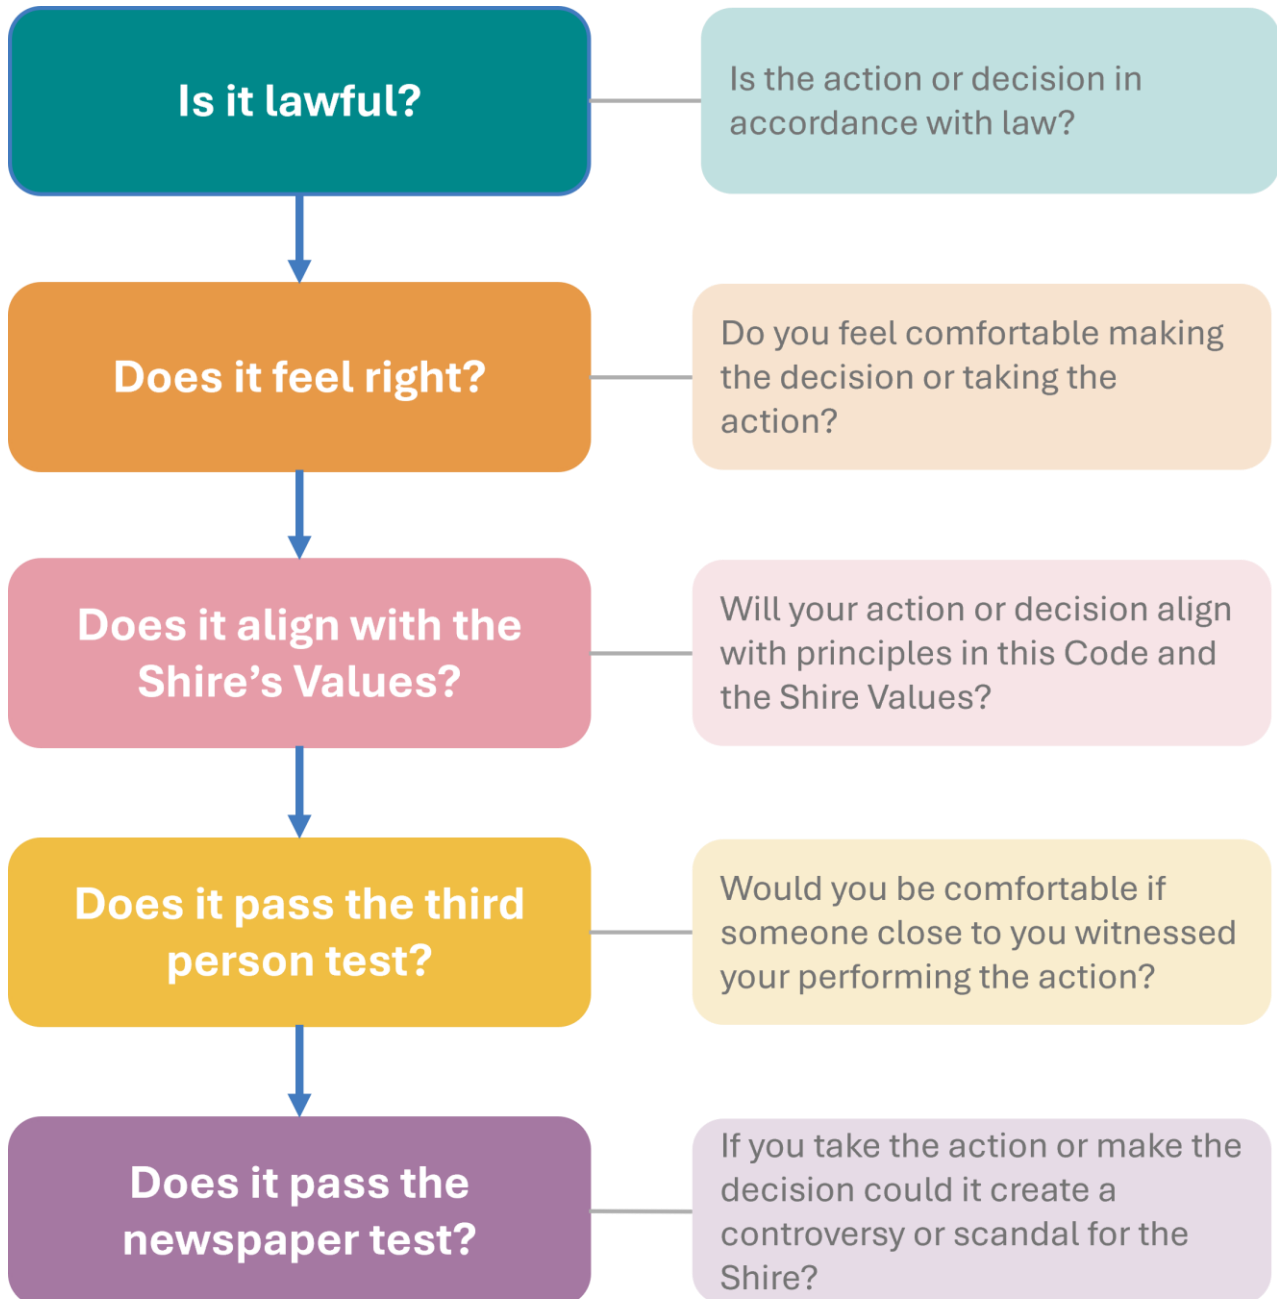 Is it lawful?
Is the action or decision in
accordance with law?
Does it feel right?
Do you feel comfortable making
the decision or taking the
action?
Does it align with the
Shire’s Values?
Will your action or decision align
with principles in this Code and
the Shire Values?
Does it pass the third
person test?
Would you be comfortable if
someone close to you witnessed
your performing the action?
Does it pass the
newspaper test?
If you take the action or make the
decision could it create a
controversy or scandal for the
Shire?